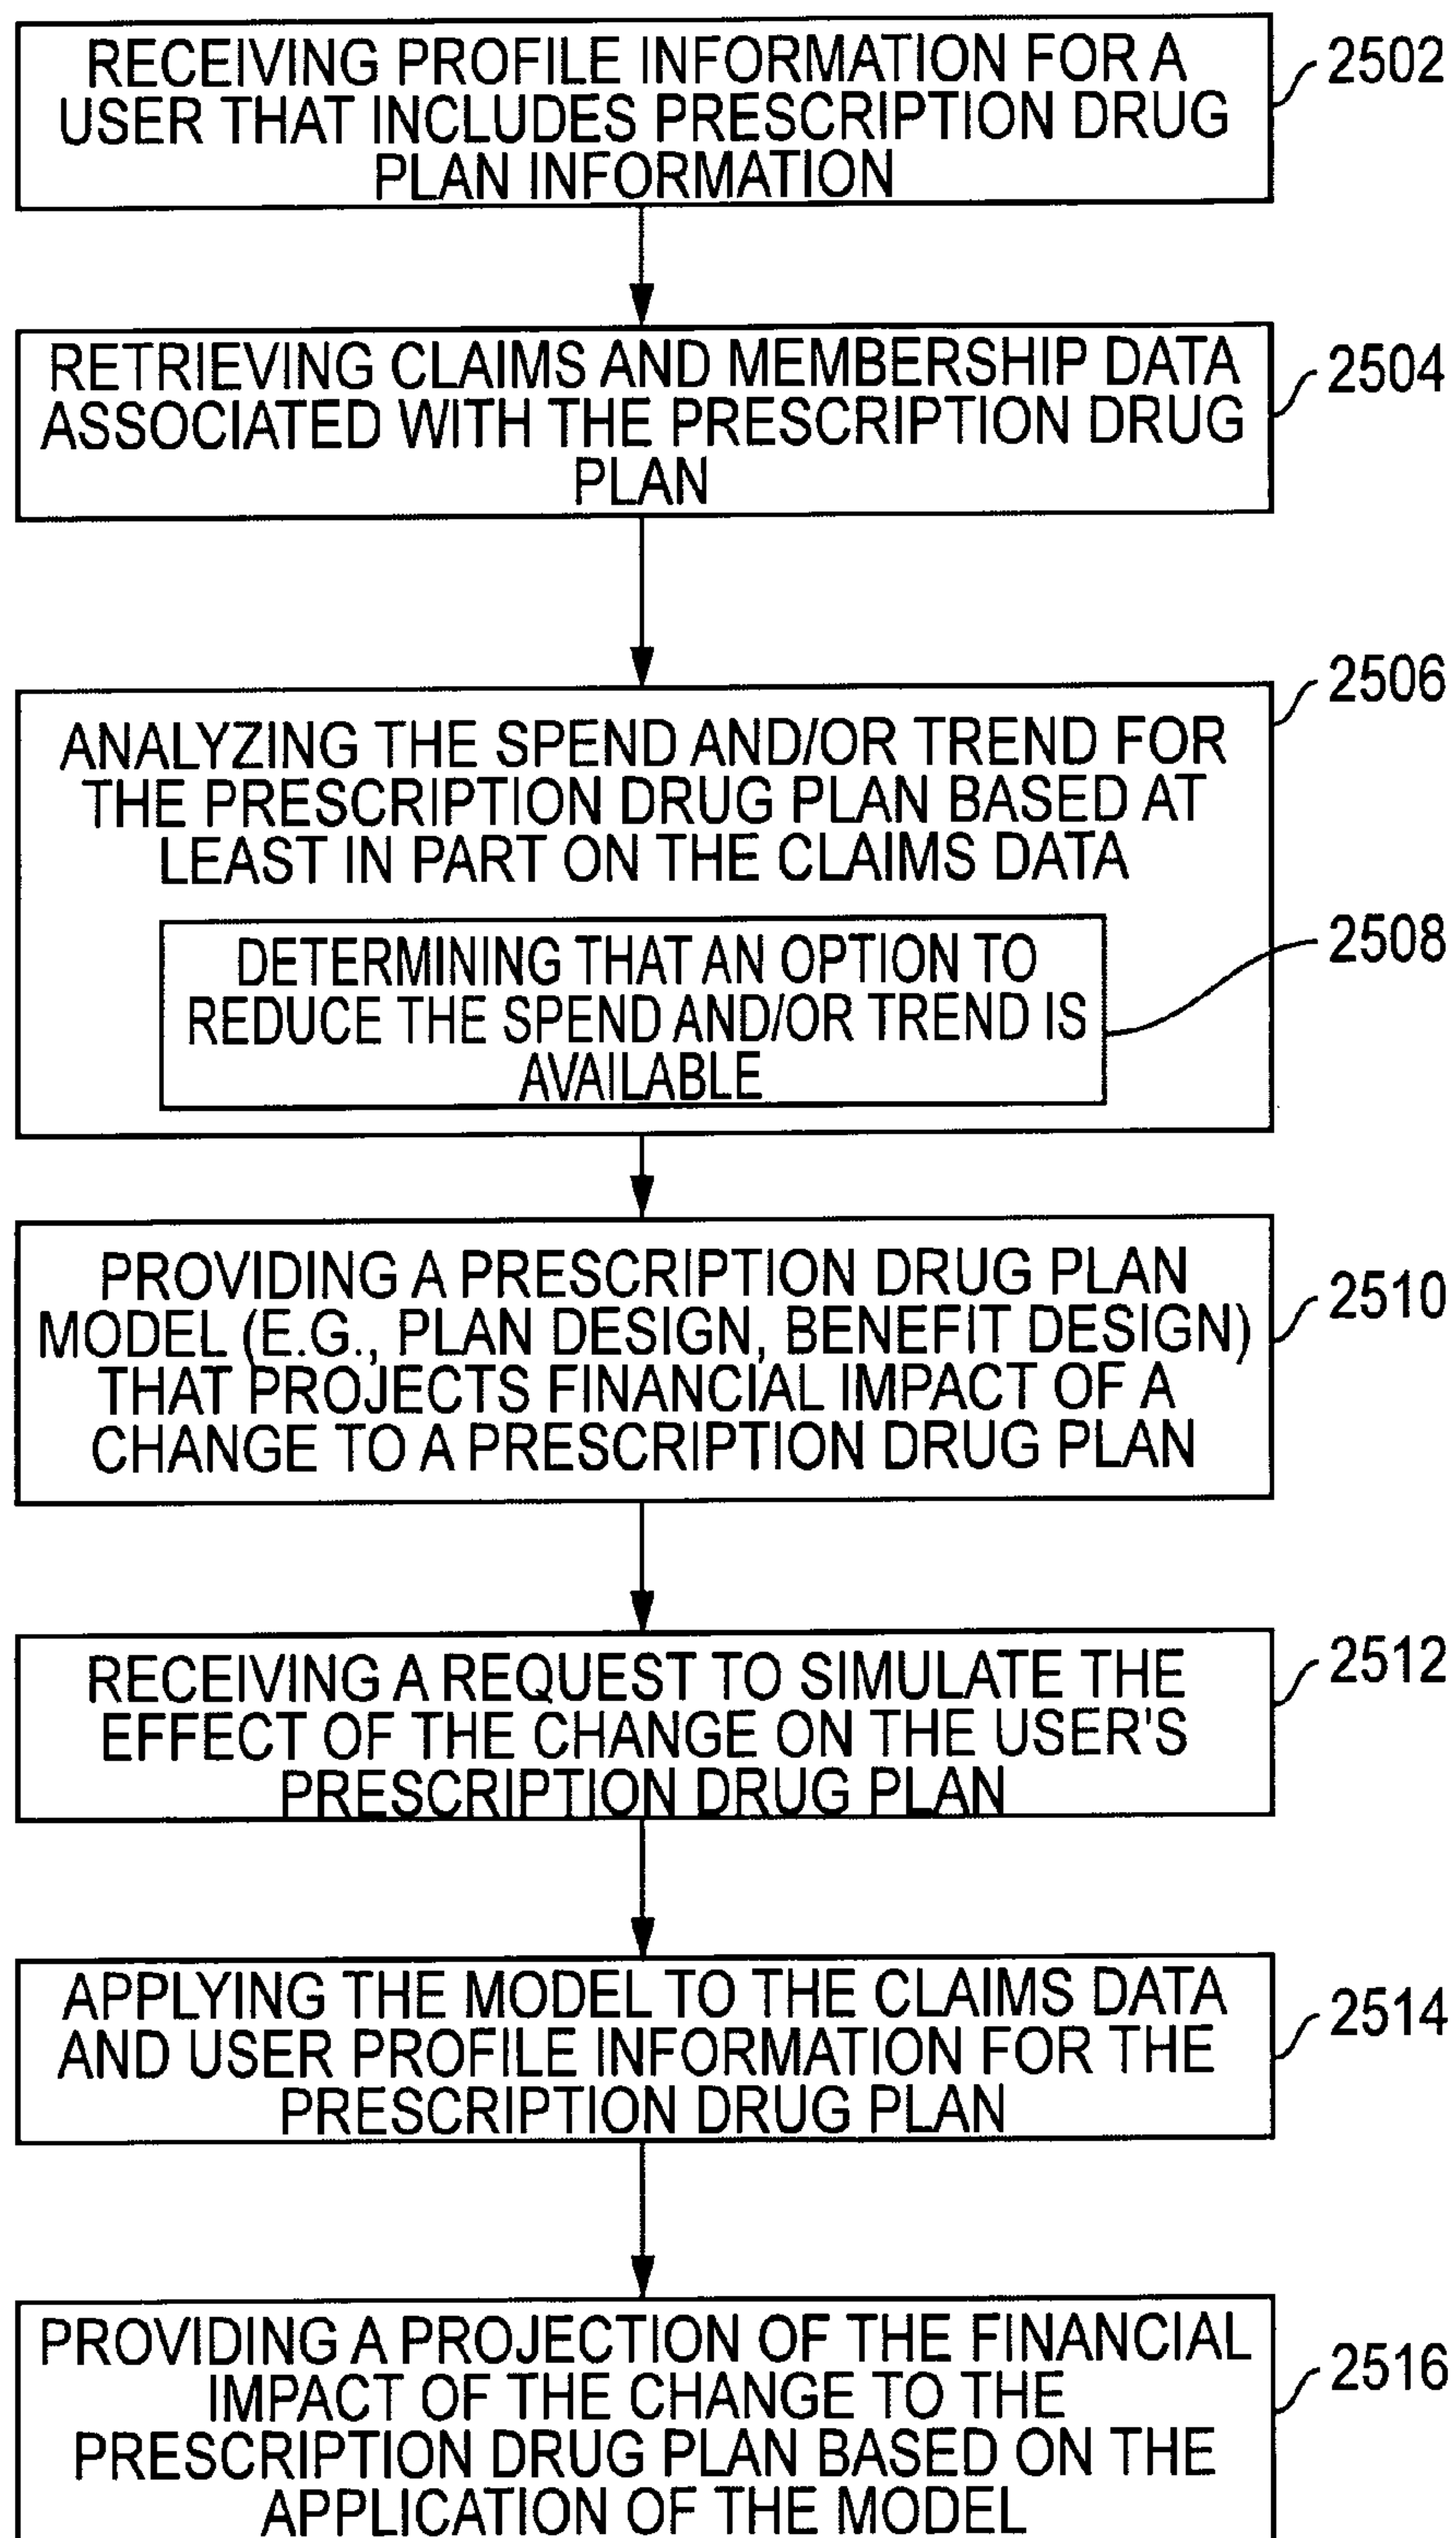 RECEIVING PROFILE INFORMATION FOR A
USER THAT INCLUDES PRESCRIPTION DRUG
PLAN INFORMATION
2502
RETRIEVING CLAIMS AND MEMBERSHIP DATA
ASSOCIATED WITH THE PRESCRIPTION DRUG
PLAN
2504
2506
ANALYZING THE SPEND AND/OR TREND FOR
THE PRESCRIPTION DRUG PLAN BASED AT
LEAST IN PART ON THE CLAIMS DATA
2508
DETERMINING THAT AN OPTION TO
REDUCE THE SPEND AND/OR TREND IS
AVAILABLE
PROVIDING A PRESCRIPTION DRUG PLAN
MODEL (E.G., PLAN DESIGN, BENEFIT DESIGN)
THAT PROJECTS FINANCIAL IMPACT OF A
CHANGE TO A PRESCRIPTION DRUG PLAN
2510
RECEIVING A REQUEST TO SIMULATE THE
EFFECT OF THE CHANGE ON THE USER'S
PRESCRIPTION DRUG PLAN
2512
APPLYING THE MODEL TO THE CLAIMS DATA
AND USER PROFILE INFORMATION FOR THE
PRESCRIPTION DRUG PLAN
2514
PROVIDING A PROJECTION OF THE FINANCIAL
IMPACT OF THE CHANGE TO THE
PRESCRIPTION DRUG PLAN BASED ON THE
APPLICATION OF THE MODEL
2516